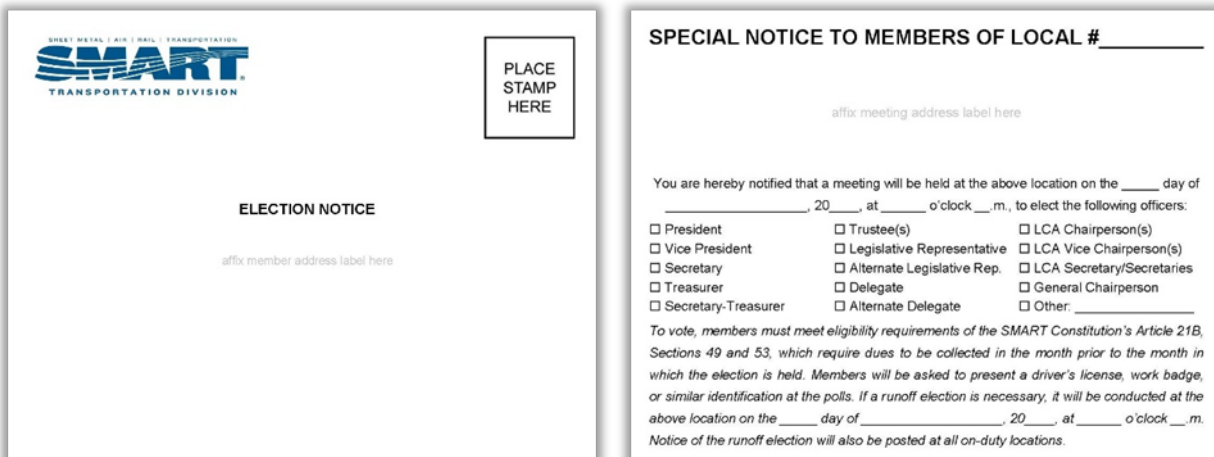 SHEET METAL | AIR | RAIL | TRANSPORTATION
SMART
TRANSPORTATION DIVISION
PLACE
STAMP
HERE
ELECTION NOTICE
affix member address label here
SPECIAL NOTICE TO MEMBERS OF LOCAL #_________
affix meeting address label here
You are hereby notified that a meeting will be held at the above location on the _____ day of
___________________, 20____, at ______ o'clock __.m., to elect the following officers:
☐ President ☐ Trustee(s) ☐ LCA Chairperson(s)
☐ Vice President ☐ Legislative Representative ☐ LCA Vice Chairperson(s)
☐ Secretary ☐ Alternate Legislative Rep. ☐ LCA Secretary/Secretaries
☐ Treasurer ☐ Delegate ☐ General Chairperson
☐ Secretary-Treasurer ☐ Alternate Delegate ☐ Other: ________________
To vote, members must meet eligibility requirements of the SMART Constitution's Article 21B,
Sections 49 and 53, which require dues to be collected in the month prior to the month in
which the election is held. Members will be asked to present a driver's license, work badge,
or similar identification at the polls. If a runoff election is necessary, it will be conducted at the
above location on the _____ day of ___________________, 20____, at ______ o'clock __.m.
Notice of the runoff election will also be posted at all on-duty locations.